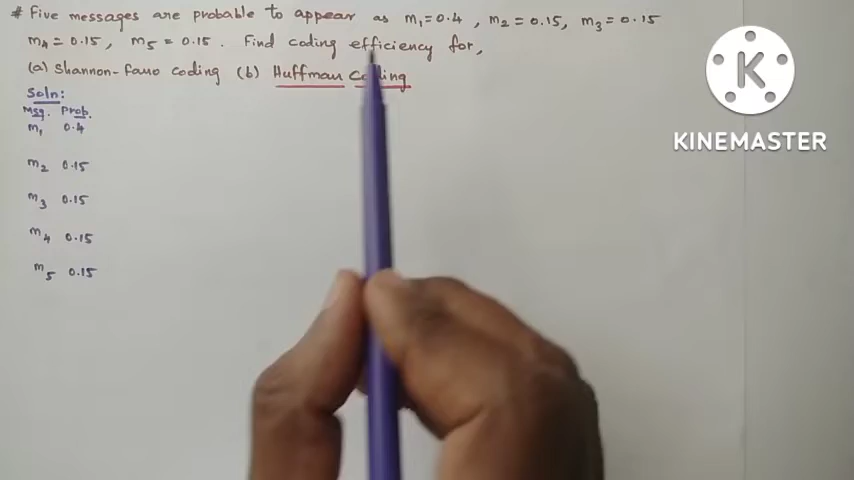 # Five messages are probable to appear as m1=0.4, m2=0.15, m3=0.15
m4=0.15, m5=0.15. Find coding efficiency for,
(a) Shannon-Fano coding (b) Huffman Coding
Soln:
Msg. Prob.
m1 0.4
m2 0.15
m3 0.15
m4 0.15
m5 0.15
K
KINEMASTER